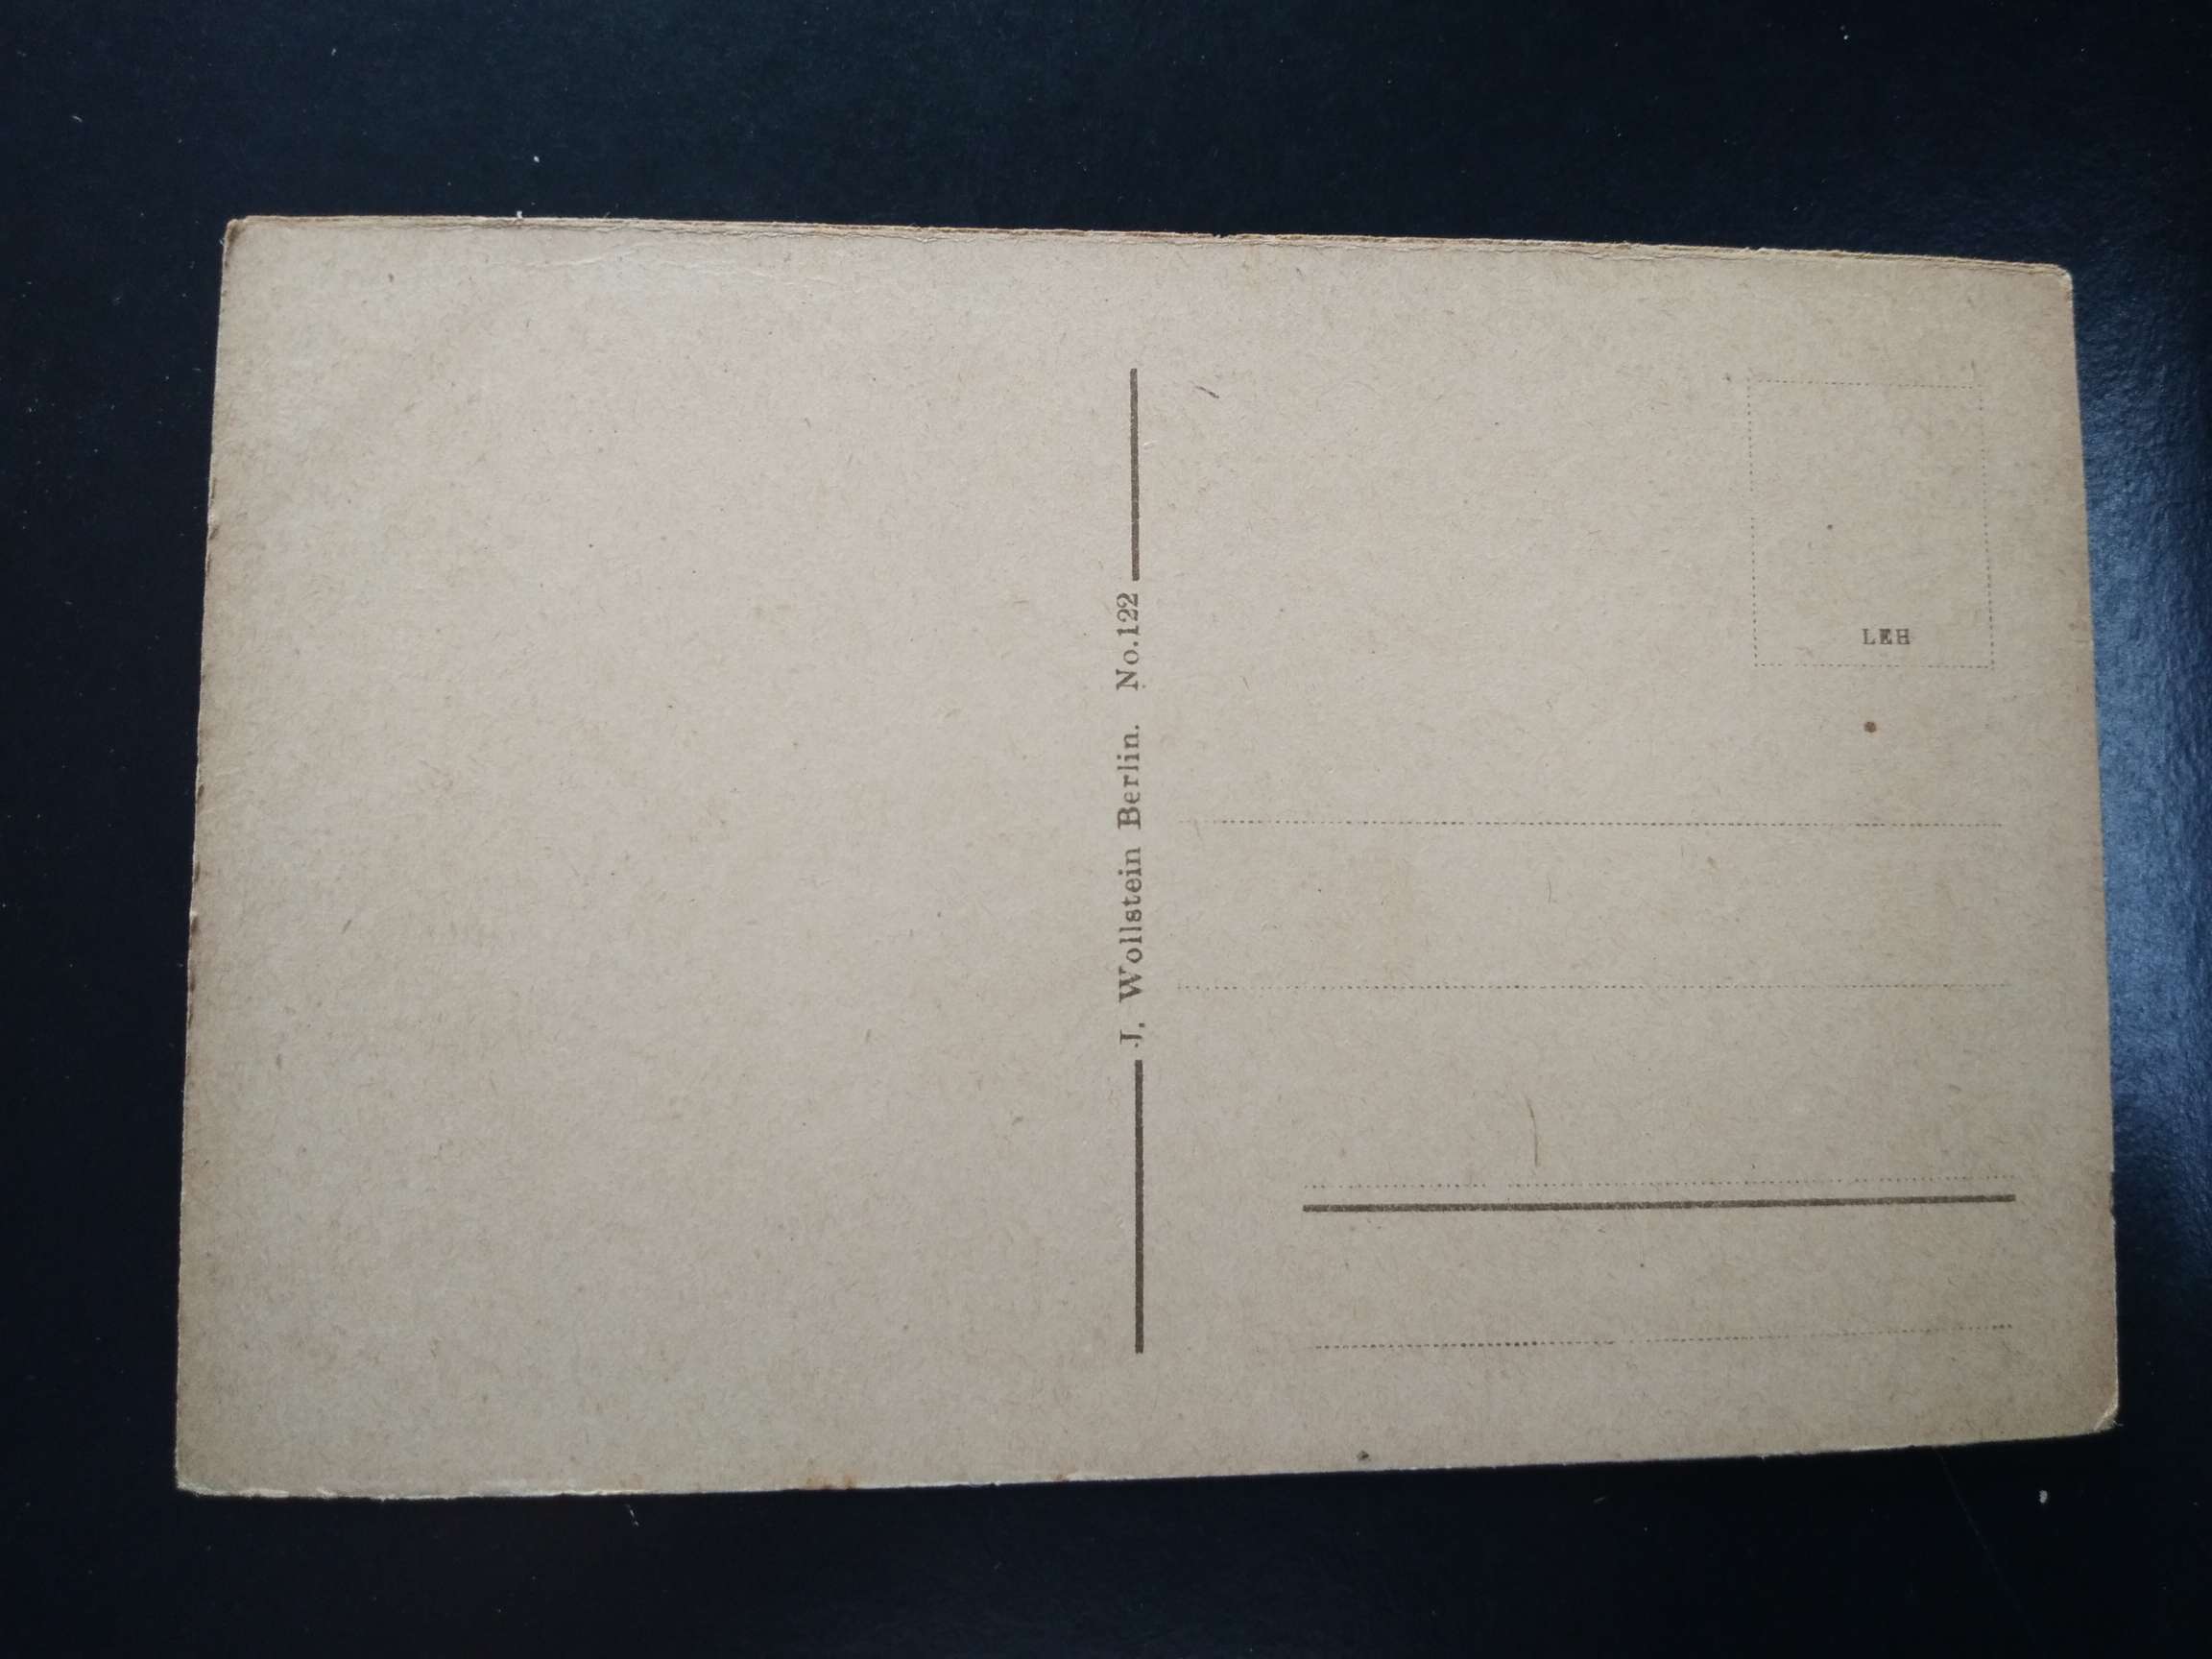 J. Wollstein Berlin. No.122
LEH